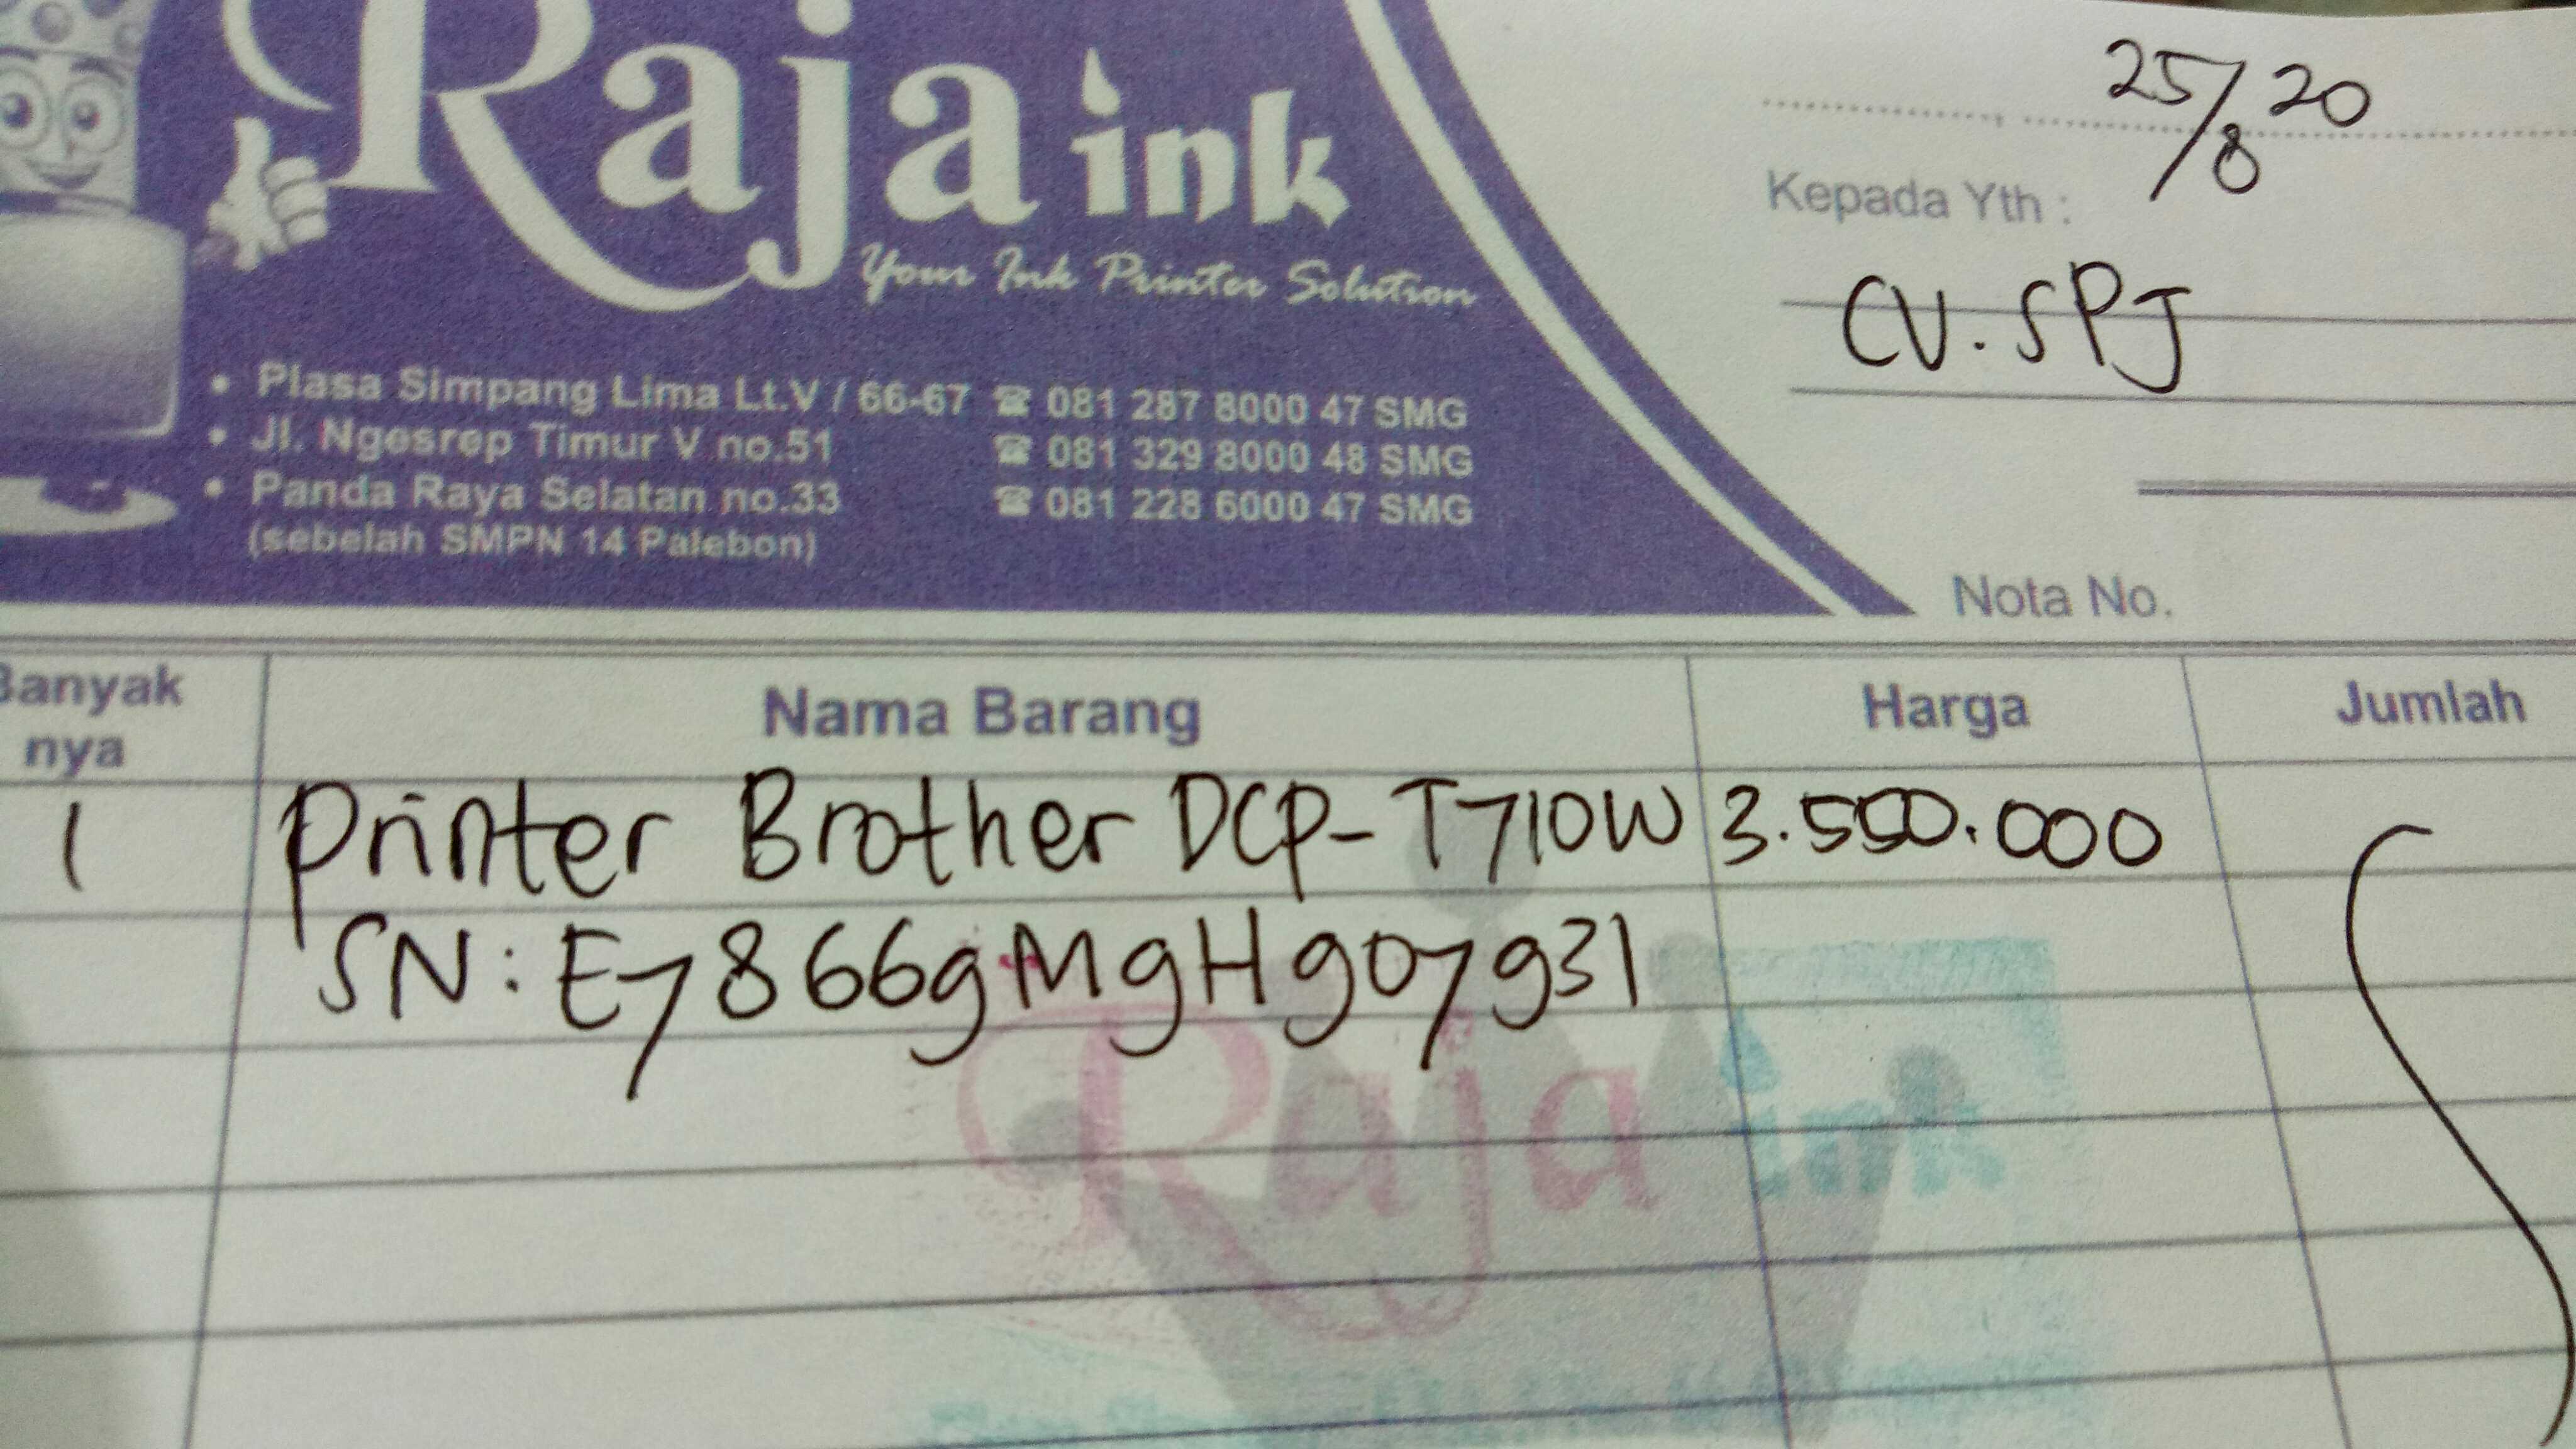 Raja ink
Your Ink Printer Solution
• Plasa Simpang Lima Lt.V / 66-67 ☎ 081 287 8000 47 SMG
• Jl. Ngesrep Timur V no.51 ☎ 081 329 8000 48 SMG
• Panda Raya Selatan no.33 ☎ 081 228 6000 47 SMG
(sebelah SMPN 14 Palebon)
25/8 20
Kepada Yth :
CV. SPJ
Nota No.
Banyak nya Nama Barang Harga Jumlah
1 Printer Brother DCP-T710W 3.550.000
SN: E78669M9H907931
Raja ink